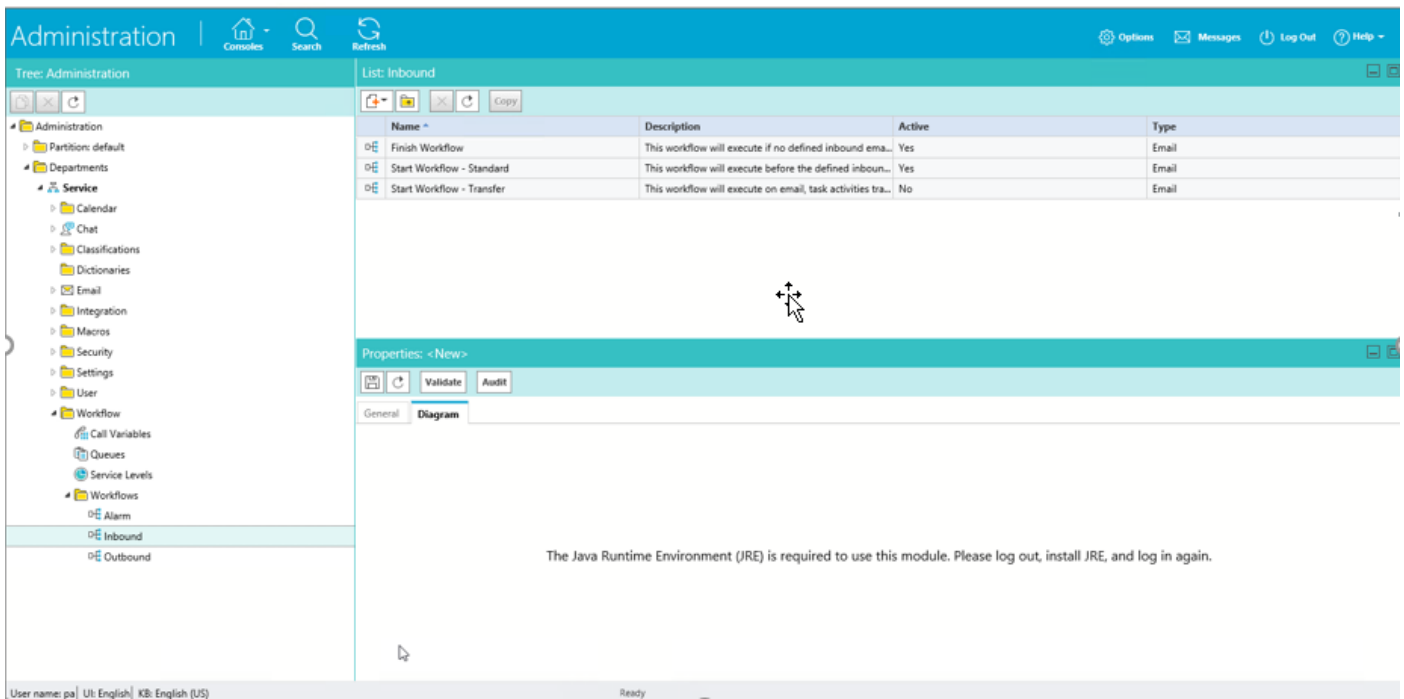 Administration Consoles Search Refresh Options Messages Log Out Help
Tree: Administration
List: Inbound
Copy
Administration
Partition: default
Departments
Service
Calendar
Chat
Classifications
Dictionaries
Email
Integration
Macros
Security
Settings
User
Workflow
Call Variables
Queues
Service Levels
Workflows
Alarm
Inbound
Outbound
Name Description Active Type
Finish Workflow This workflow will execute if no defined inbound ema... Yes Email
Start Workflow - Standard This workflow will execute before the defined inboun... Yes Email
Start Workflow - Transfer This workflow will execute on email, task activities tra... No Email
Properties: <New>
Validate Audit
General Diagram
The Java Runtime Environment (JRE) is required to use this module. Please log out, install JRE, and log in again.
User name: pa UI: English KB: English (US) Ready